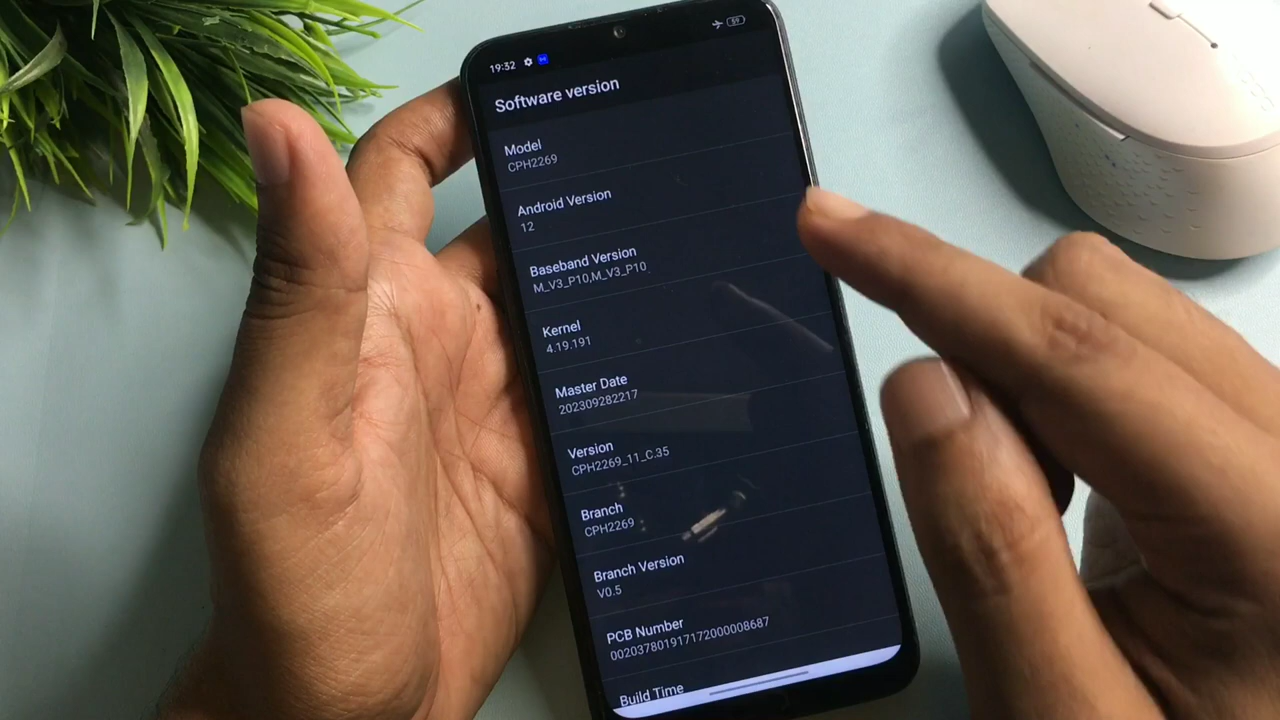 19:32
59
Software version
Model
CPH2269
Android Version
12
Baseband Version
M_V3_P10,M_V3_P10
Kernel
4.19.191
Master Date
202309282217
Version
CPH2269_11_C.35
Branch
CPH2269
Branch Version
V0.5
PCB Number
002037801917172000008687
Build Time